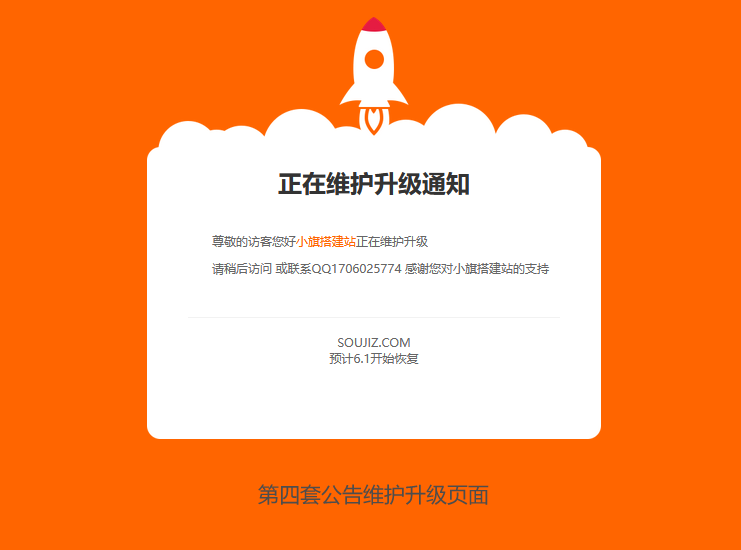 正在维护升级通知
尊敬的访客您好小旗搭建站正在维护升级
请稍后访问 或联系QQ1706025774 感谢您对小旗搭建站的支持
SOUJIZ.COM
预计6.1开始恢复
第四套公告维护升级页面